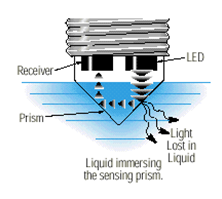 LED
Receiver
Prism
Light
Lost in
Liquid
Liquid immersing
the sensing prism.